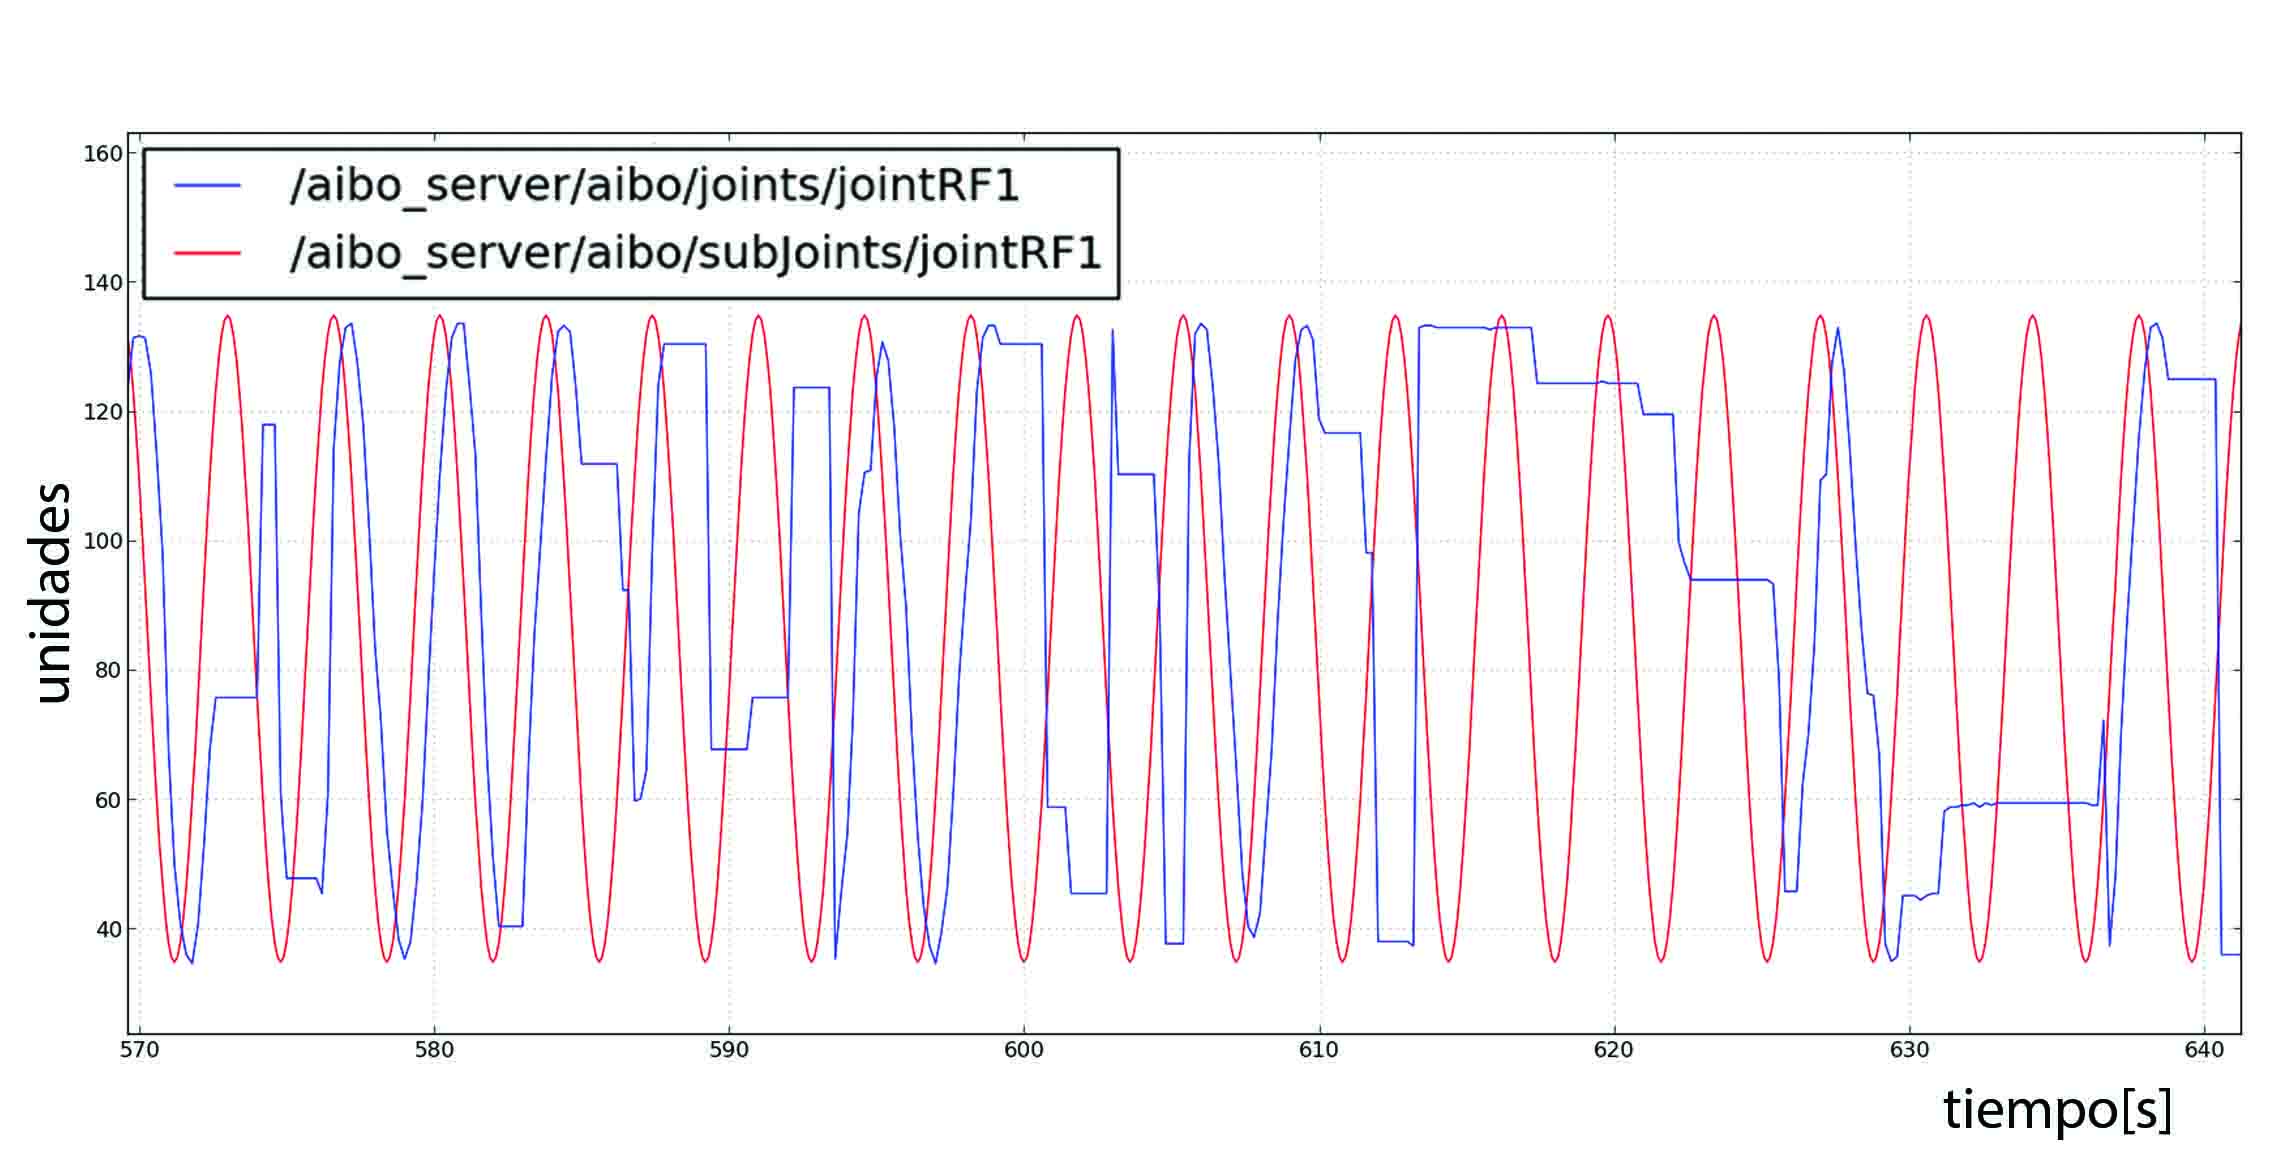 160
/aibo_server/aibo/joints/jointRF1
/aibo_server/aibo/subJoints/jointRF1
140
120
100
80
60
40
unidades
570 580 590 600 610 620 630 640
tiempo[s]